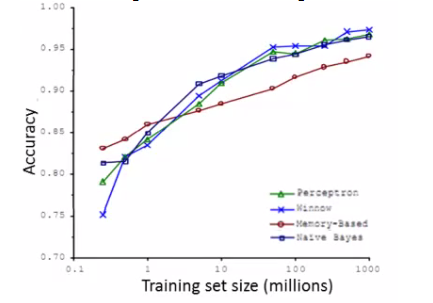 1.00
0.95
0.90
0.85
0.80
0.75
0.70
Accuracy
Perceptron
Winnow
Memory-Based
Naive Bayes
0.1 1 10 100 1000
Training set size (millions)